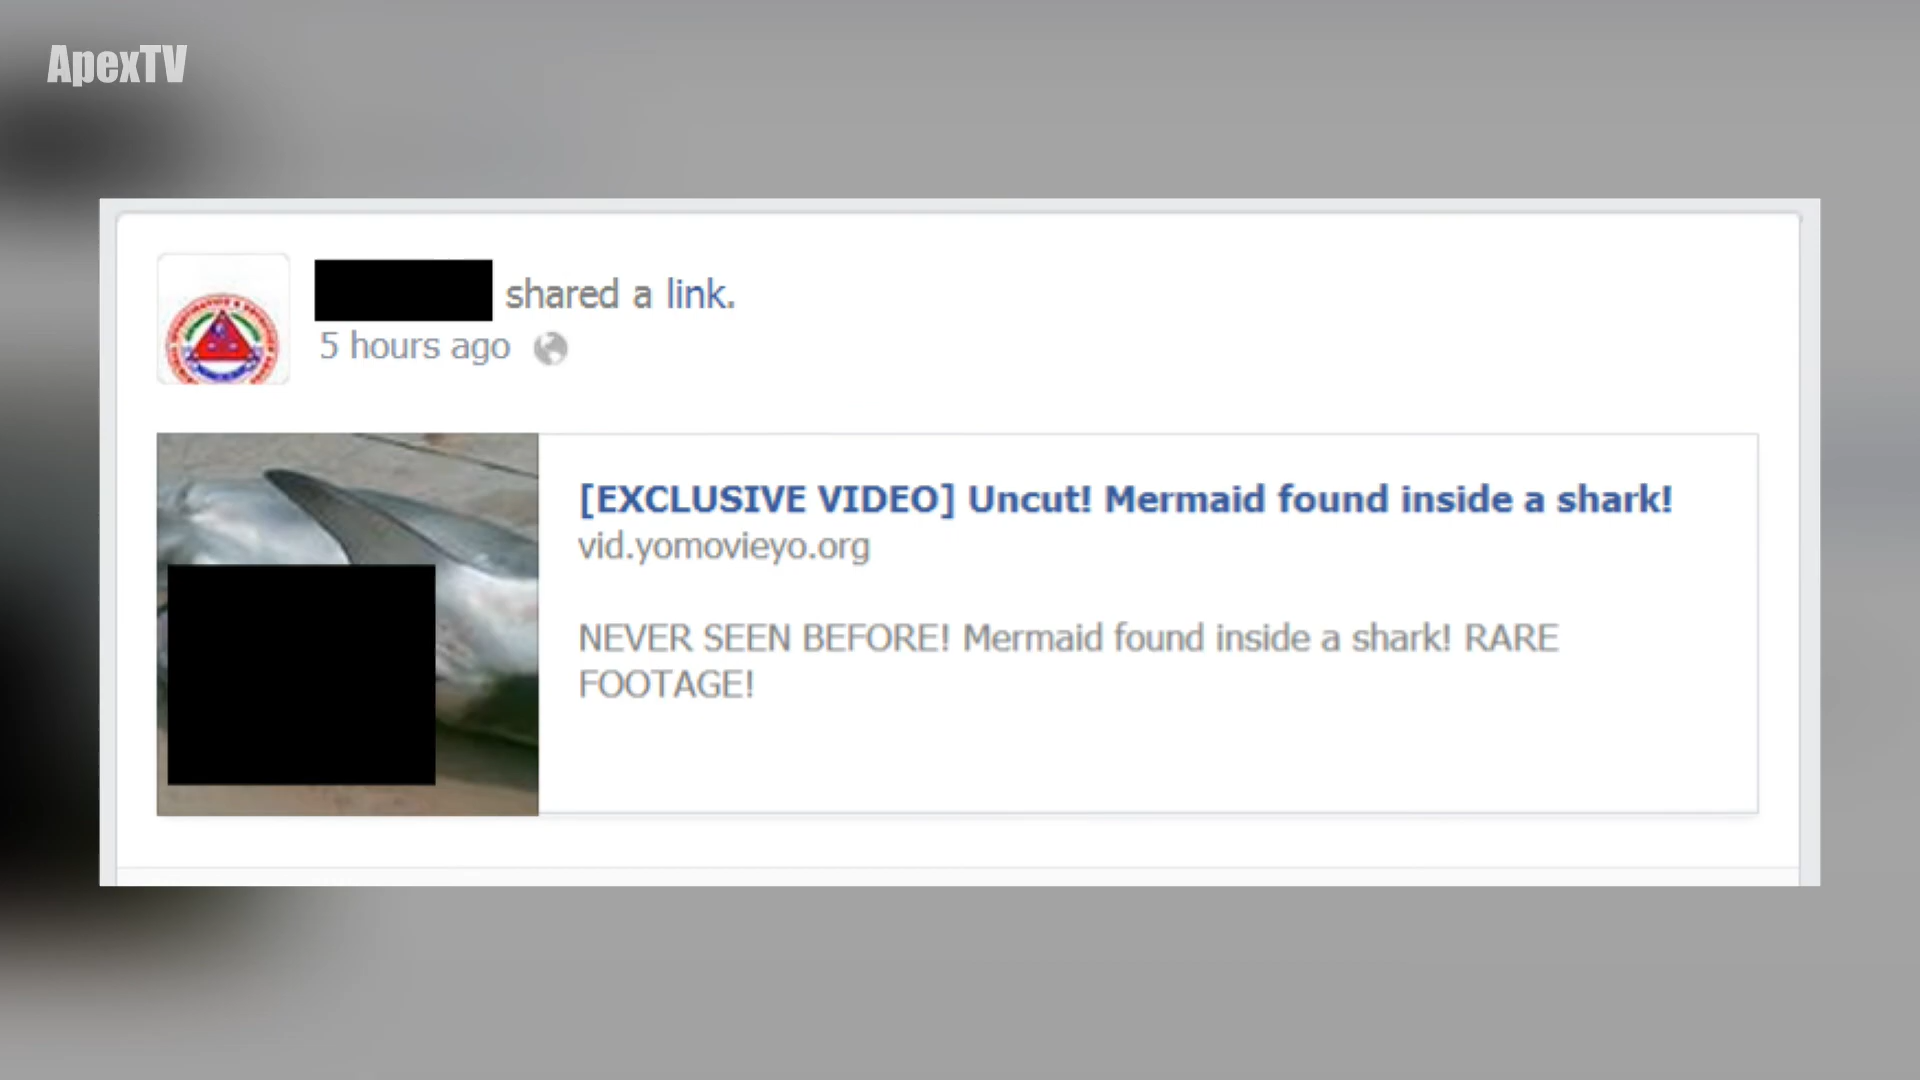 ApexTV
shared a link.
5 hours ago
[EXCLUSIVE VIDEO] Uncut! Mermaid found inside a shark!
vid.yomovieyo.org
NEVER SEEN BEFORE! Mermaid found inside a shark! RARE
FOOTAGE!